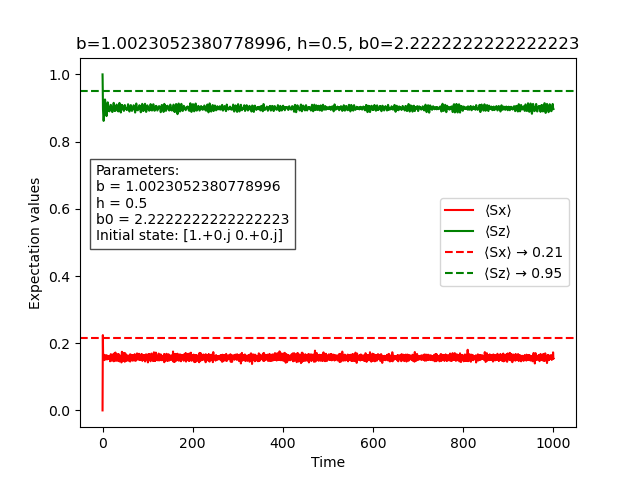 b=1.0023052380778996, h=0.5, b0=2.2222222222222223
1.0
0.8
0.6
0.4
0.2
0.0
Expectation values
Parameters:
b = 1.0023052380778996
h = 0.5
b0 = 2.2222222222222223
Initial state: [1.+0.j 0.+0.j]
⟨Sx⟩
⟨Sz⟩
⟨Sx⟩ → 0.21
⟨Sz⟩ → 0.95
0 200 400 600 800 1000
Time